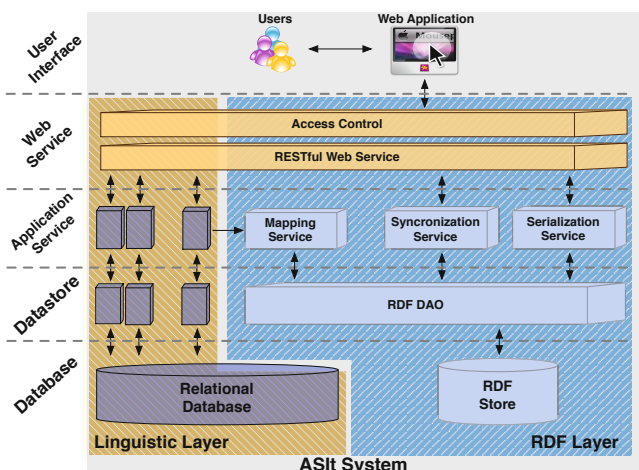 Users
Web Application
Mouse
User
Interface
Web
Service
Access Control
RESTful Web Service
Application
Service
Mapping
Service
Syncronization
Service
Serialization
Service
Datastore
RDF DAO
Database
Relational
Database
RDF
Store
Linguistic Layer
RDF Layer
ASIt System